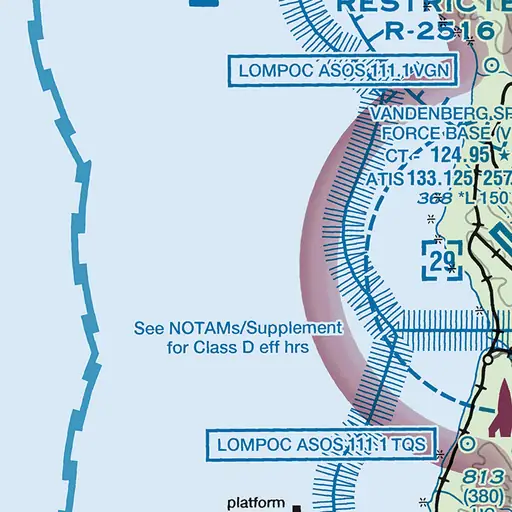 RESTRICTE
R-2516
LOMPOC ASOS 111.1 VGN
VANDENBERG SP
FORCE BASE (V
CT - 124.95 *
ATIS 133.125 257
368 *L 150
29
See NOTAMs/Supplement
for Class D eff hrs
LOMPOC ASOS 111.1 TQS
813
(380)
platform